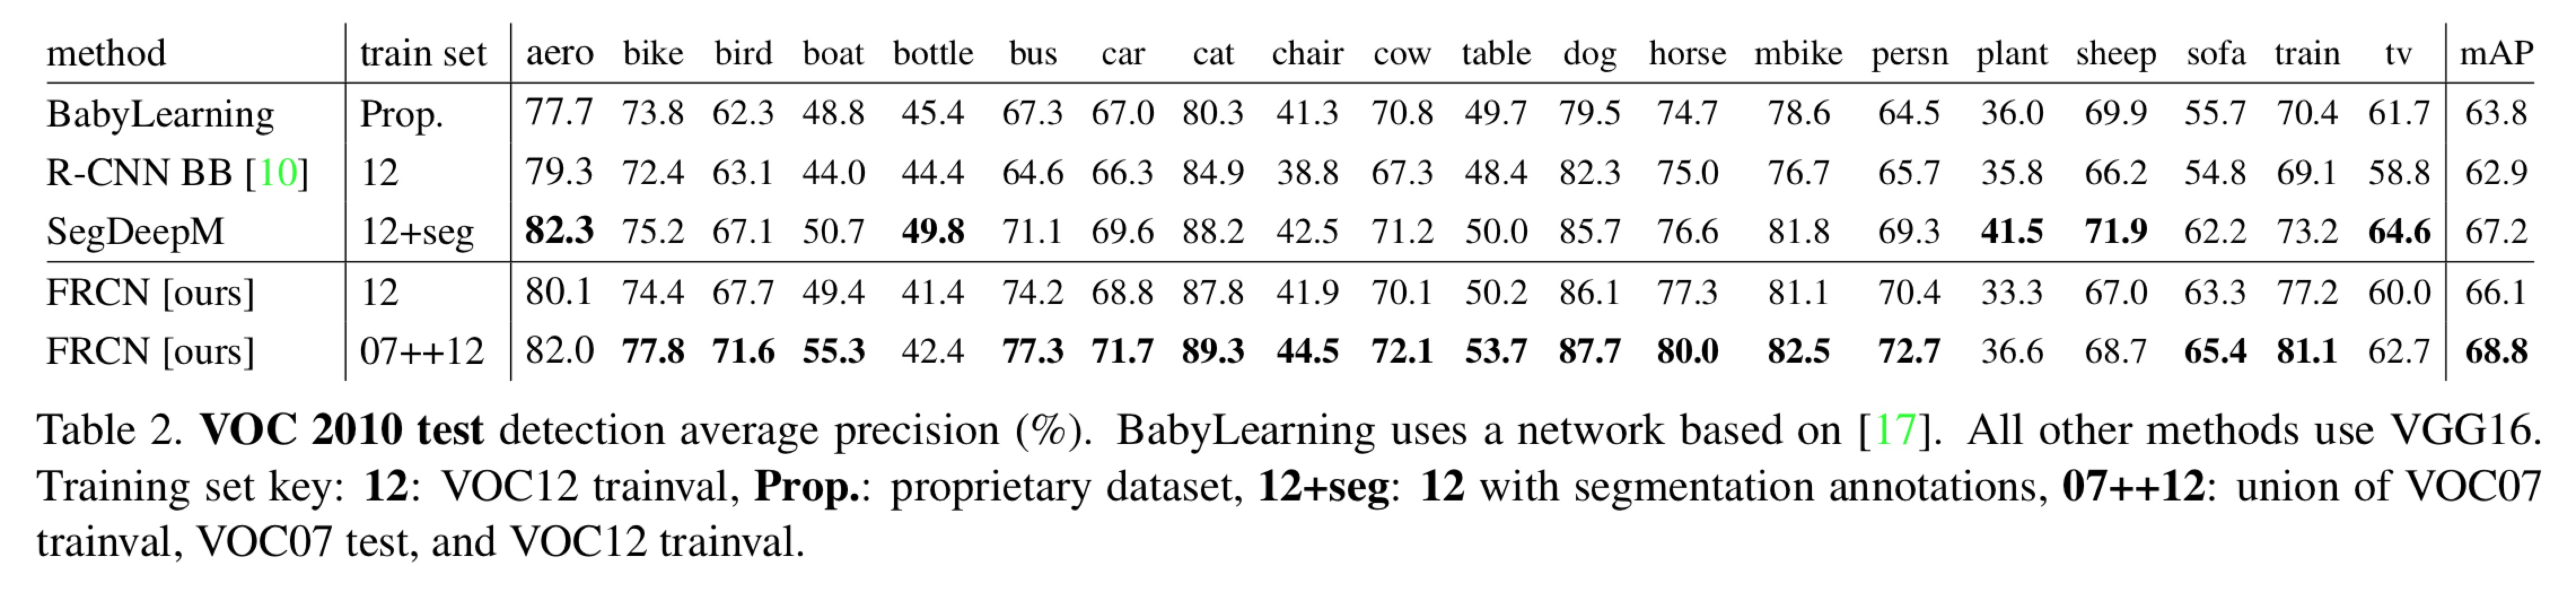 method train set aero bike bird boat bottle bus car cat chair cow table dog horse mbike persn plant sheep sofa train tv mAP
BabyLearning Prop. 77.7 73.8 62.3 48.8 45.4 67.3 67.0 80.3 41.3 70.8 49.7 79.5 74.7 78.6 64.5 36.0 69.9 55.7 70.4 61.7 63.8
R-CNN BB [10] 12 79.3 72.4 63.1 44.0 44.4 64.6 66.3 84.9 38.8 67.3 48.4 82.3 75.0 76.7 65.7 35.8 66.2 54.8 69.1 58.8 62.9
SegDeepM 12+seg 82.3 75.2 67.1 50.7 49.8 71.1 69.6 88.2 42.5 71.2 50.0 85.7 76.6 81.8 69.3 41.5 71.9 62.2 73.2 64.6 67.2
FRCN [ours] 12 80.1 74.4 67.7 49.4 41.4 74.2 68.8 87.8 41.9 70.1 50.2 86.1 77.3 81.1 70.4 33.3 67.0 63.3 77.2 60.0 66.1
FRCN [ours] 07++12 82.0 77.8 71.6 55.3 42.4 77.3 71.7 89.3 44.5 72.1 53.7 87.7 80.0 82.5 72.7 36.6 68.7 65.4 81.1 62.7 68.8
Table 2. VOC 2010 test detection average precision (%). BabyLearning uses a network based on [17]. All other methods use VGG16.
Training set key: 12: VOC12 trainval, Prop.: proprietary dataset, 12+seg: 12 with segmentation annotations, 07++12: union of VOC07
trainval, VOC07 test, and VOC12 trainval.